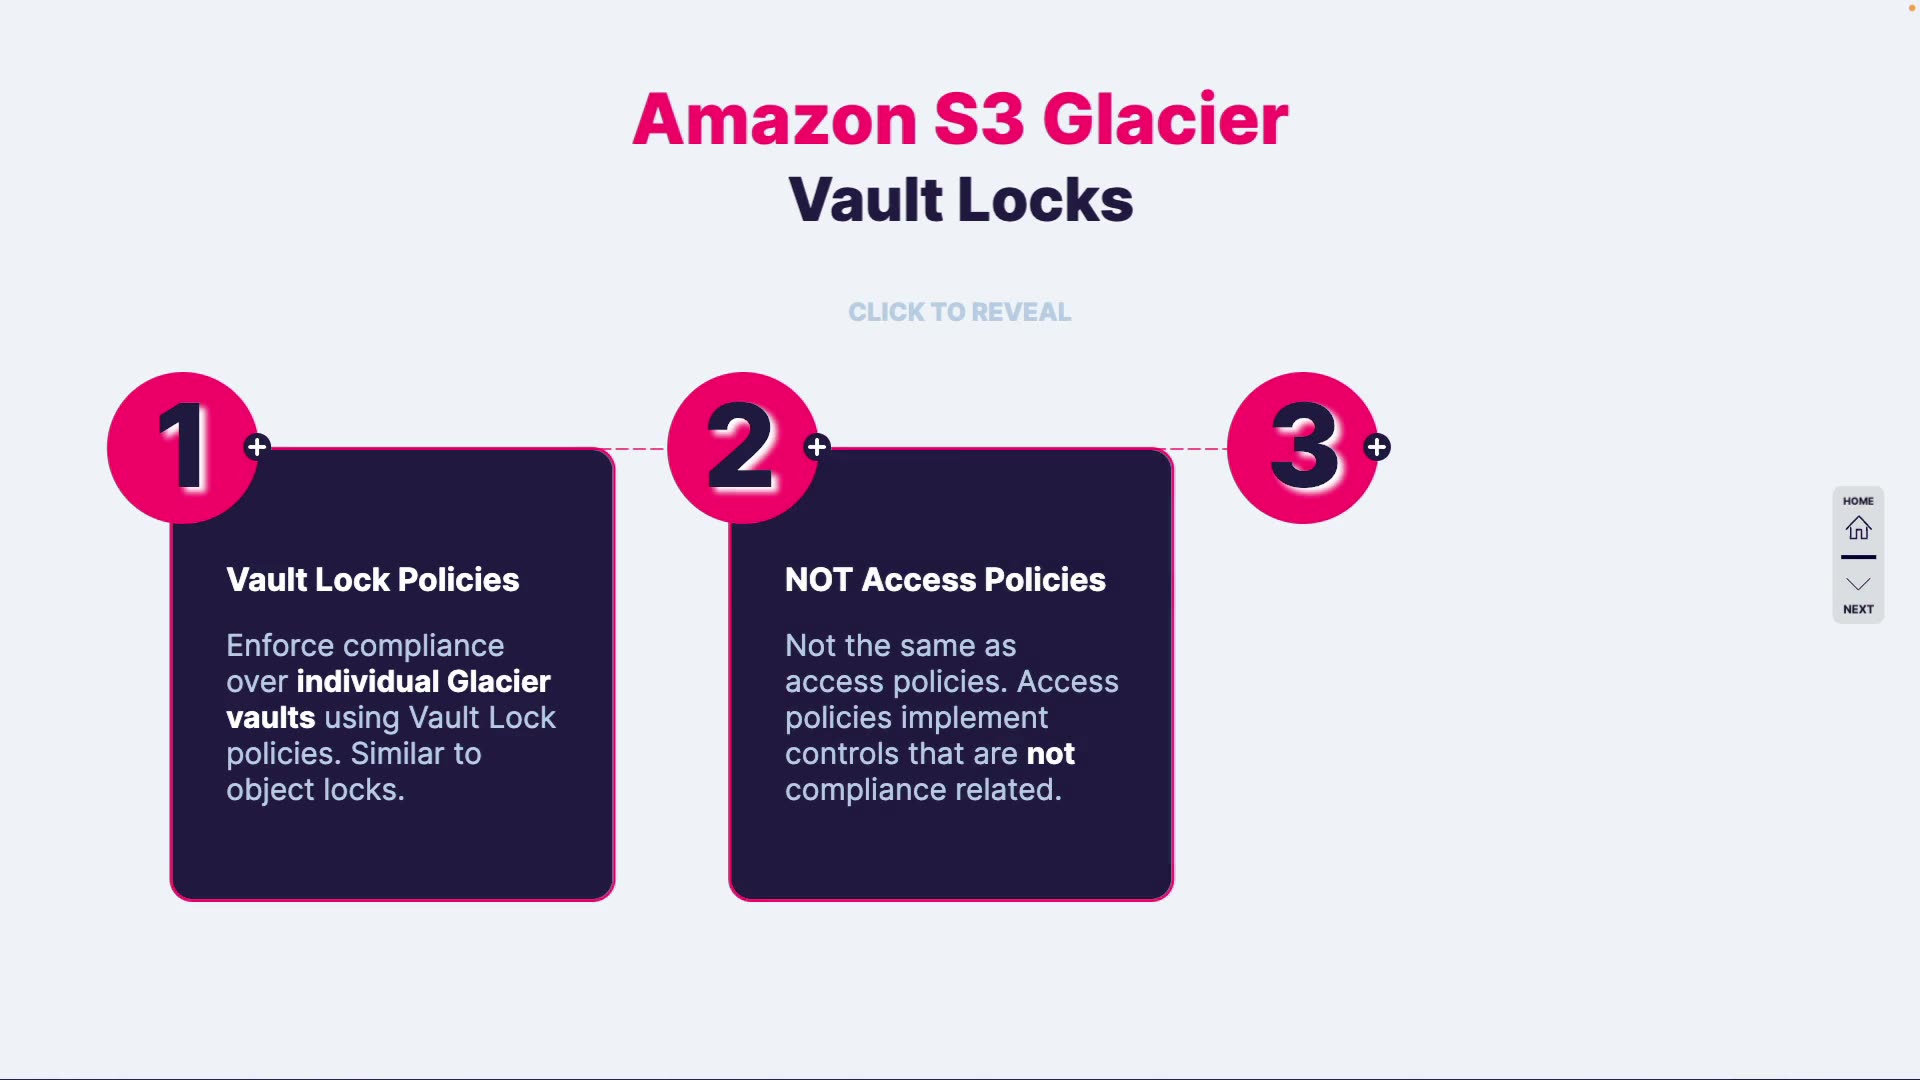 Amazon S3 Glacier
Vault Locks
CLICK TO REVEAL
1
Vault Lock Policies
Enforce compliance
over individual Glacier
vaults using Vault Lock
policies. Similar to
object locks.
2
NOT Access Policies
Not the same as
access policies. Access
policies implement
controls that are not
compliance related.
3
HOME
NEXT